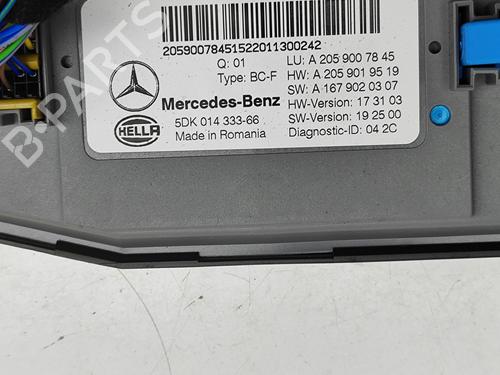 20590078451522011300242
Q: 01
Type: BC-F
LU: A 205 900 78 45
HW: A 205 901 95 19
SW: A 167 902 03 07
Mercedes-Benz
HW-Version: 17 31 03
SW-Version: 19 25 00
HELLA
5DK 014 333-66
Made in Romania
Diagnostic-ID: 04 2C
B-PARTS